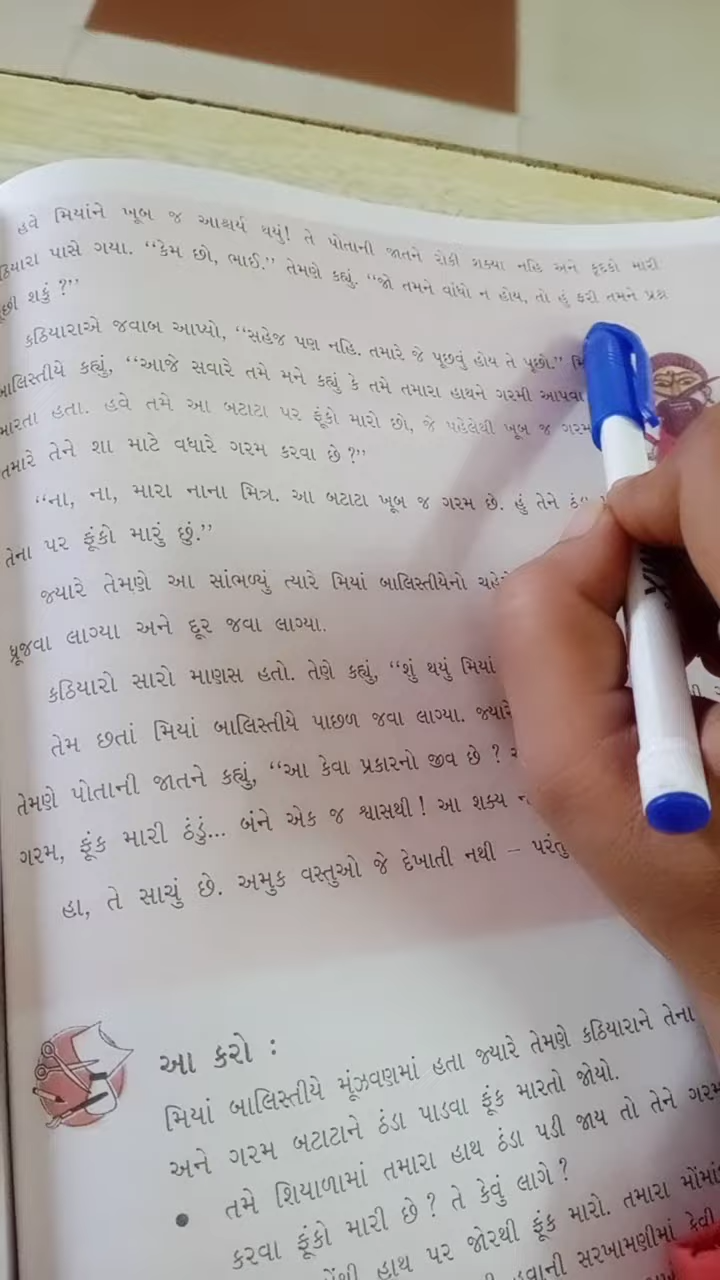 હવે મિયાંને ખૂબ જ આશ્ચર્ય થયું! તે પોતાની જાતને રોકી શક્યા નહિ અને કૂદકો મારી
ઠિયારા પાસે ગયા. “કેમ છો, ભાઈ.” તેમણે કહ્યું. “જો તમને વાંધો ન હોય, તો હું ફરી તમને પ્રશ્ન
શકું ?”
કઠિયારાએ જવાબ આપ્યો, “સહેજ પણ નહિ. તમારે જે પૂછવું હોય તે પૂછો.”
બાલિસ્તીયે કહ્યું, “આજે સવારે તમે મને કહ્યું કે તમે તમારા હાથને ગરમી આપવા
મારતા હતા. હવે તમે આ બટાટા પર ફૂંકો મારો છો, જે પહેલેથી ખૂબ જ ગરમ
તમારે તેને શા માટે વધારે ગરમ કરવા છે ?”
“ના, ના, મારા નાના મિત્ર. આ બટાટા ખૂબ જ ગરમ છે. હું તેને
તેના પર ફૂંકો મારું છું.”
જ્યારે તેમણે આ સાંભળ્યું ત્યારે મિયાં બાલિસ્તીયેનો
ધ્રૂજવા લાગ્યા અને દૂર જવા લાગ્યા.
કઠિયારો સારો માણસ હતો. તેણે કહ્યું, “શું થયું મિયાં
તેમ છતાં મિયાં બાલિસ્તીયે પાછળ જવા લાગ્યા. જ્યારે
તેમણે પોતાની જાતને કહ્યું, “આ કેવા પ્રકારનો જીવ છે ?
ગરમ, ફૂંક મારી ઠંડું... બંને એક જ શ્વાસથી ! આ શક્ય
હા, તે સાચું છે. અમુક વસ્તુઓ જે દેખાતી નથી – પરંતુ
આ કરો :
મિયાં બાલિસ્તીયે મૂંઝવણમાં હતા જ્યારે તેમણે કઠિયારાને તેના
અને ગરમ બટાટાને ઠંડા પાડવા ફૂંક મારતો જોયો.
• તમે શિયાળામાં તમારા હાથ ઠંડા પડી જાય તો તેને ગરમ
કરવા ફૂંકો મારી છે ? તે કેવું લાગે ?
હાથ પર જોરથી ફૂંક મારો. તમારા
હવાની સરખામણીમાં કેવી